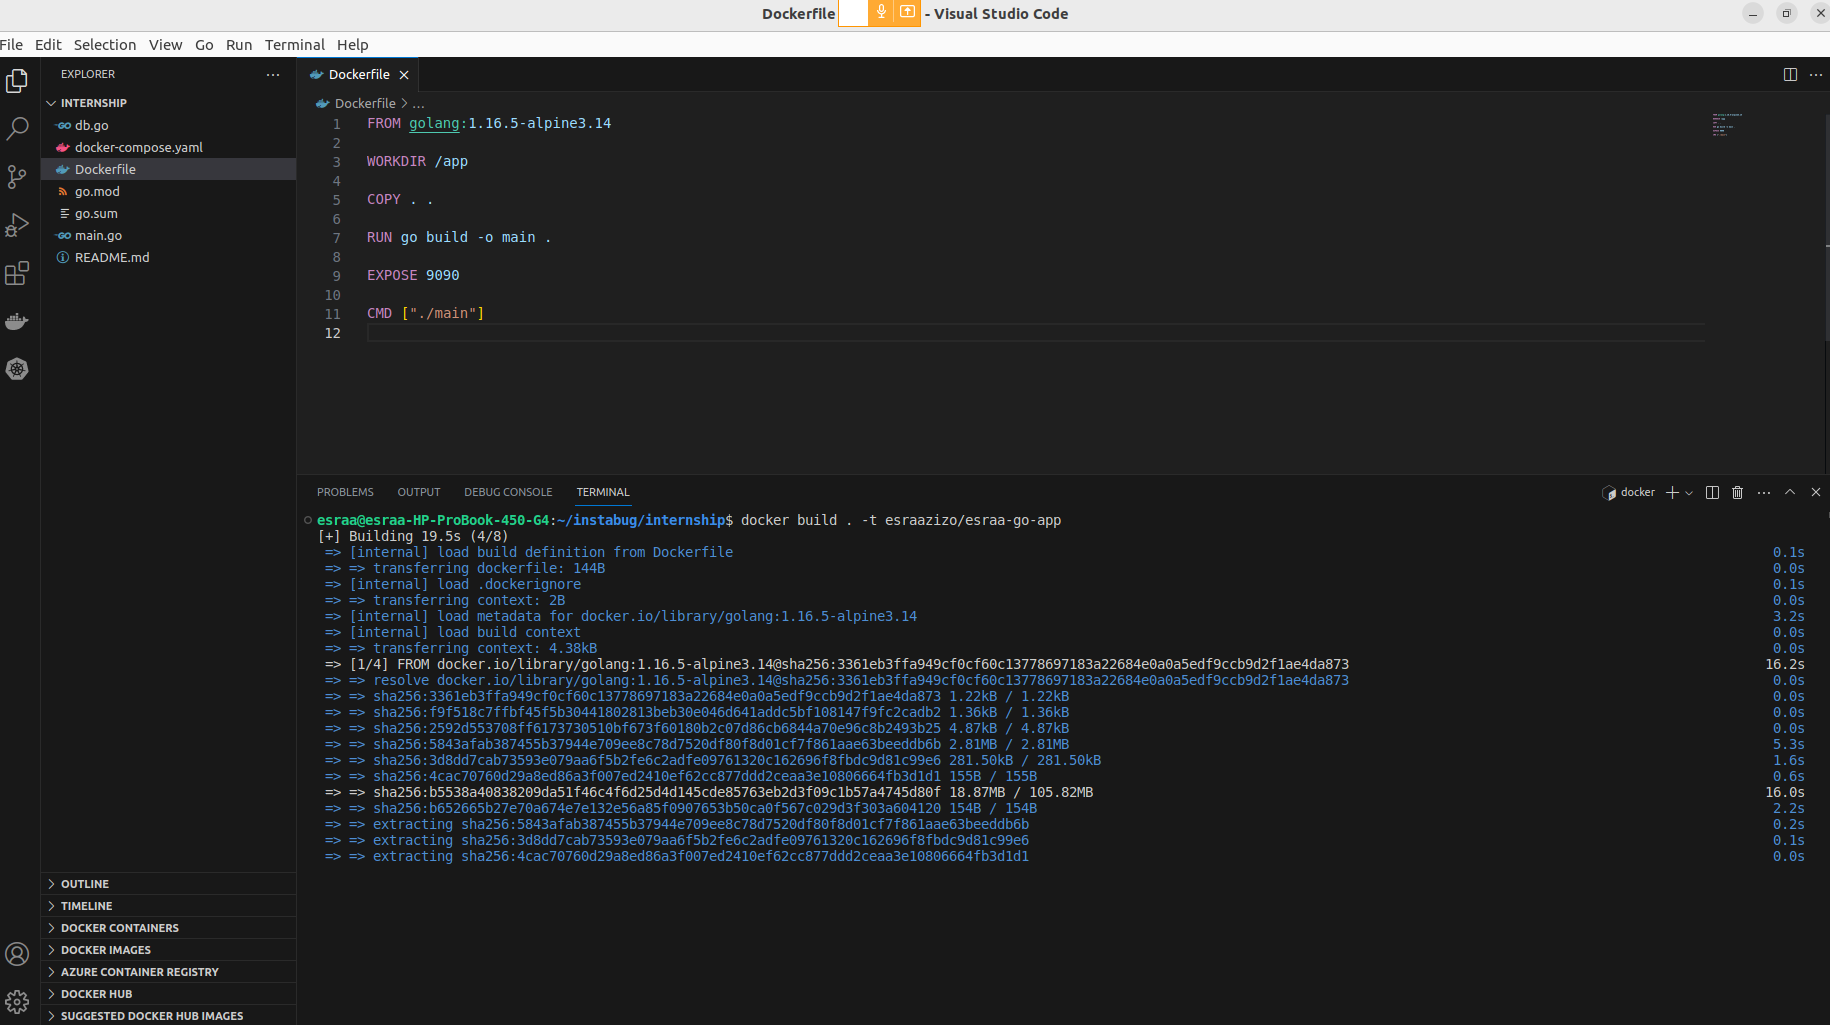 Dockerfile - Visual Studio Code
File Edit Selection View Go Run Terminal Help
EXPLORER
INTERNSHIP
db.go
docker-compose.yaml
Dockerfile
go.mod
go.sum
main.go
README.md
OUTLINE
TIMELINE
DOCKER CONTAINERS
DOCKER IMAGES
AZURE CONTAINER REGISTRY
DOCKER HUB
SUGGESTED DOCKER HUB IMAGES
Dockerfile
Dockerfile > ...
1 FROM golang:1.16.5-alpine3.14
2
3 WORKDIR /app
4
5 COPY . .
6
7 RUN go build -o main .
8
9 EXPOSE 9090
10
11 CMD ["./main"]
12
PROBLEMS OUTPUT DEBUG CONSOLE TERMINAL docker
esraa@esraa-HP-ProBook-450-G4:~/instabug/internship$ docker build . -t esraazizo/esraa-go-app
[+] Building 19.5s (4/8)
=> [internal] load build definition from Dockerfile 0.1s
=> => transferring dockerfile: 144B 0.0s
=> [internal] load .dockerignore 0.1s
=> => transferring context: 2B 0.0s
=> [internal] load metadata for docker.io/library/golang:1.16.5-alpine3.14 3.2s
=> [internal] load build context 0.0s
=> => transferring context: 4.38kB 0.0s
=> [1/4] FROM docker.io/library/golang:1.16.5-alpine3.14@sha256:3361eb3ffa949cf0cf60c13778697183a22684e0a0a5edf9ccb9d2f1ae4da873 16.2s
=> => resolve docker.io/library/golang:1.16.5-alpine3.14@sha256:3361eb3ffa949cf0cf60c13778697183a22684e0a0a5edf9ccb9d2f1ae4da873 0.0s
=> => sha256:3361eb3ffa949cf0cf60c13778697183a22684e0a0a5edf9ccb9d2f1ae4da873 1.22kB / 1.22kB 0.0s
=> => sha256:f9f518c7ffbf45f5b30441802813beb30e046d641addc5bf108147f9fc2cadb2 1.36kB / 1.36kB 0.0s
=> => sha256:2592d553708ff6173730510bf673f60180b2c07d86cb6844a70e96c8b2493b25 4.87kB / 4.87kB 0.0s
=> => sha256:5843afab387455b37944e709ee8c78d7520df80f8d01cf7f861aae63beeddb6b 2.81MB / 2.81MB 5.3s
=> => sha256:3d8dd7cab73593e079aa6f5b2fe6c2adfe09761320c162696f8fbdc9d81c99e6 281.50kB / 281.50kB 1.6s
=> => sha256:4cac70760d29a8ed86a3f007ed2410ef62cc877ddd2ceaa3e10806664fb3d1d1 155B / 155B 0.6s
=> => sha256:b5538a40838209da51f46c4f6d25d4d145cde85763eb2d3f09c1b57a4745d80f 18.87MB / 105.82MB 16.0s
=> => sha256:b652665b27e70a674e7e132e56a85f0907653b50ca0f567c029d3f303a604120 154B / 154B 2.2s
=> => extracting sha256:5843afab387455b37944e709ee8c78d7520df80f8d01cf7f861aae63beeddb6b 0.2s
=> => extracting sha256:3d8dd7cab73593e079aa6f5b2fe6c2adfe09761320c162696f8fbdc9d81c99e6 0.1s
=> => extracting sha256:4cac70760d29a8ed86a3f007ed2410ef62cc877ddd2ceaa3e10806664fb3d1d1 0.0s